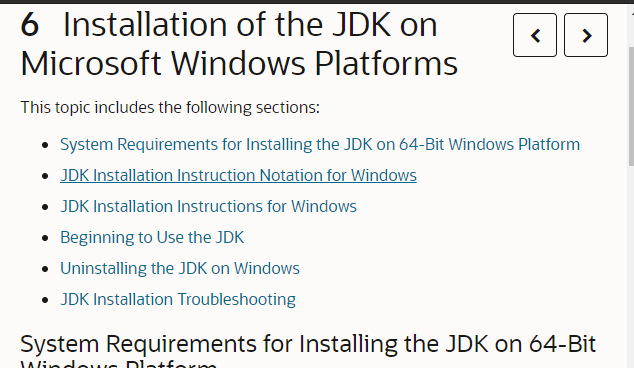 6 Installation of the JDK on
Microsoft Windows Platforms
This topic includes the following sections:
System Requirements for Installing the JDK on 64-Bit Windows Platform
JDK Installation Instruction Notation for Windows
JDK Installation Instructions for Windows
Beginning to Use the JDK
Uninstalling the JDK on Windows
JDK Installation Troubleshooting
System Requirements for Installing the JDK on 64-Bit
Windows Platform